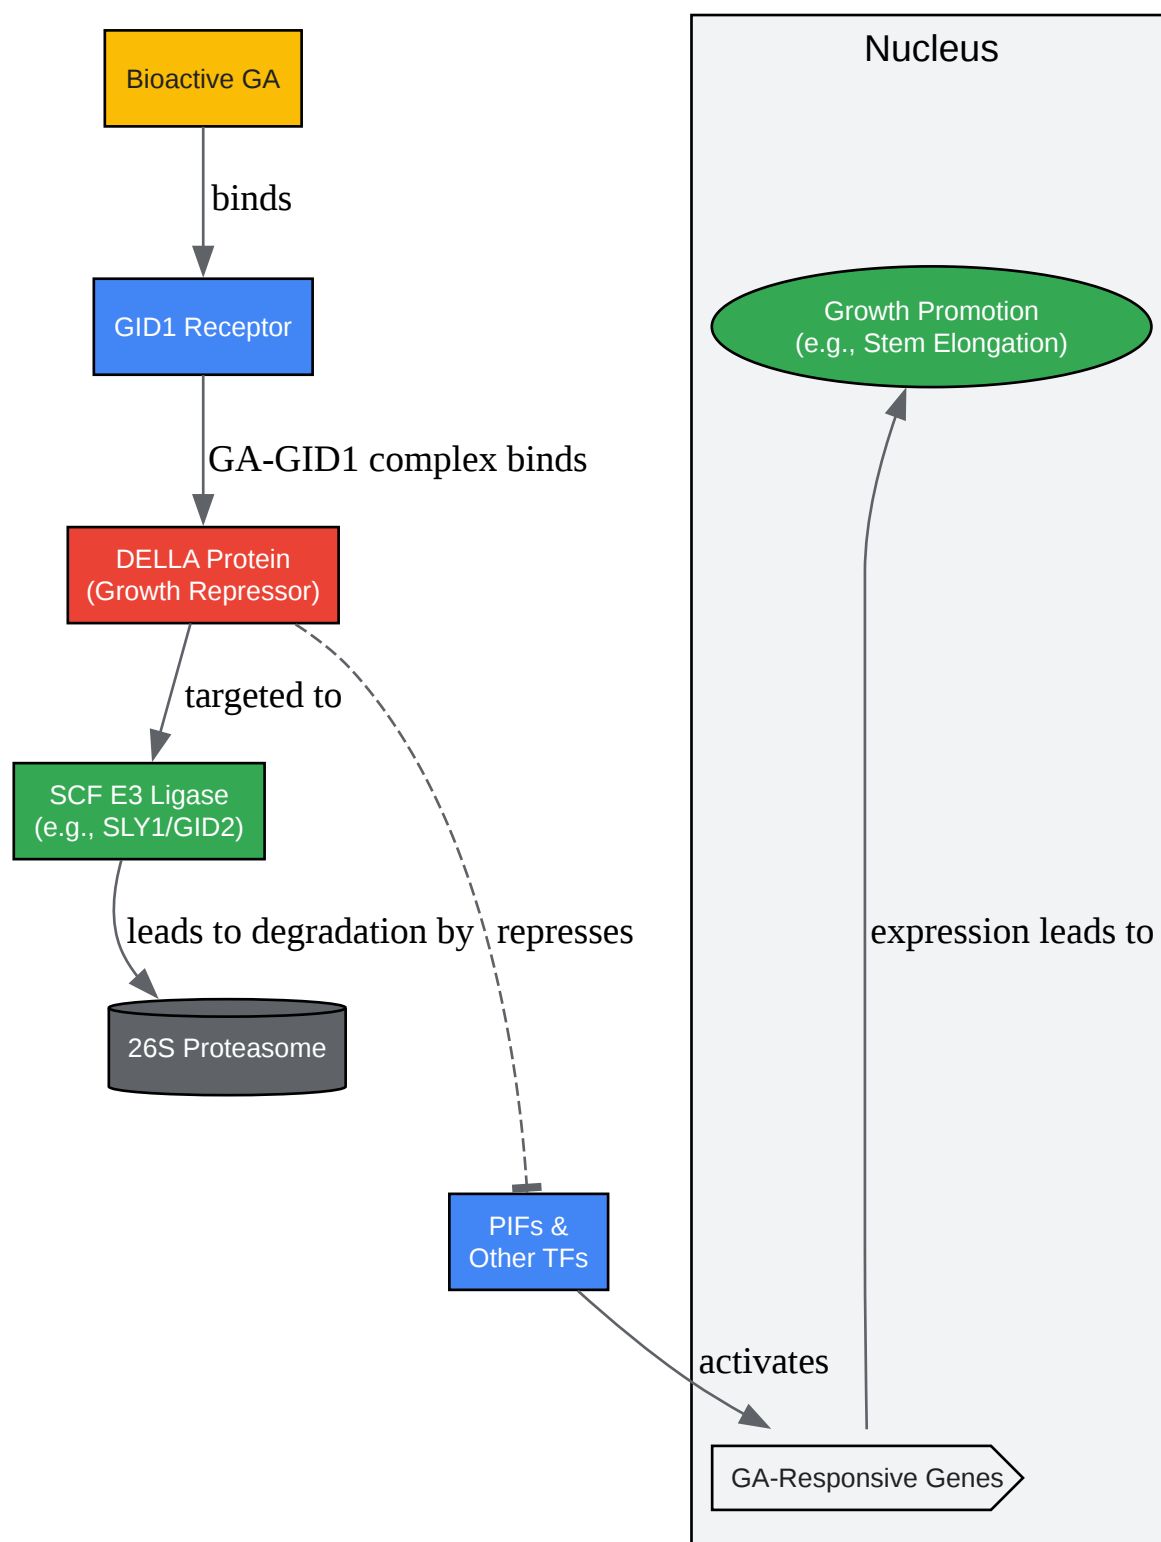 Nucleus
Bioactive GA
binds
GID1 Receptor
Growth Promotion
(e.g., Stem Elongation)
GA-GID1 complex binds
DELLA Protein
(Growth Repressor)
targeted to
SCF E3 Ligase
(e.g., SLY1/GID2)
leads to degradation by
represses
expression leads to
26S Proteasome
PIFs &
Other TFs
activates
GA-Responsive Genes